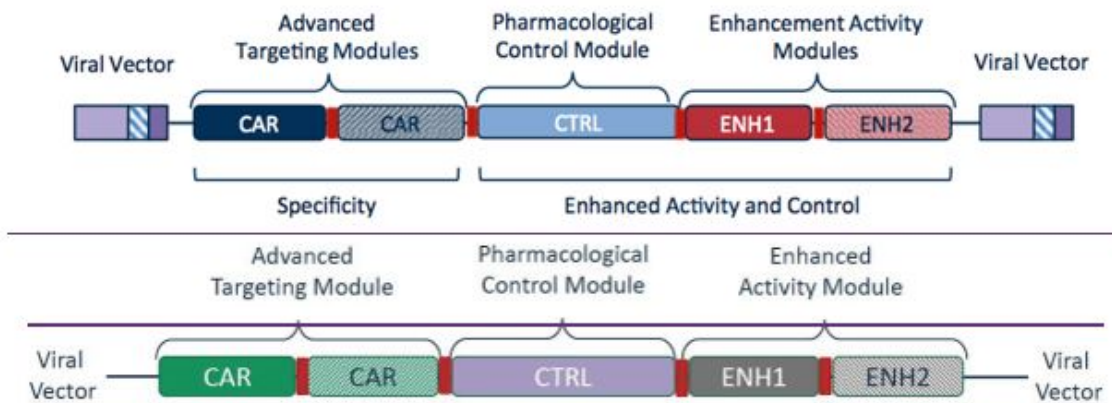 Advanced
Targeting Modules
Pharmacological
Control Module
Enhancement Activity
Modules
Viral Vector
Viral Vector
CAR
CAR
CTRL
ENH1
ENH2
Specificity
Enhanced Activity and Control
Advanced
Targeting Module
Pharmacological
Control Module
Enhanced
Activity Module
Viral
Vector
CAR
CAR
CTRL
ENH1
ENH2
Viral
Vector